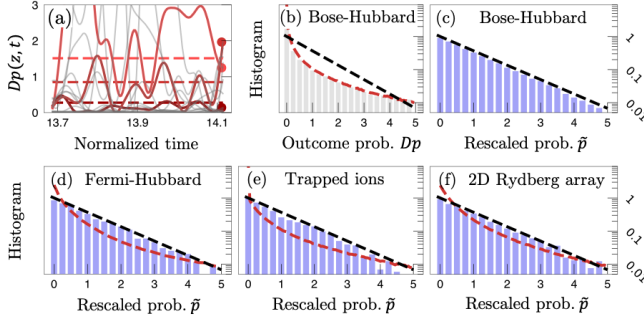 (a)
Dp(z, t)
3
2
1
0
13.7
13.9
14.1
Normalized time
(b) Bose-Hubbard
Histogram
0 1 2 3 4 5
Outcome prob. Dp
(c) Bose-Hubbard
1
0.1
0.01
0 1 2 3 4 5
Rescaled prob. p̃
(d) Fermi-Hubbard
Histogram
0 1 2 3 4 5
Rescaled prob. p̃
(e) Trapped ions
0 1 2 3 4 5
Rescaled prob. p̃
(f) 2D Rydberg array
1
0.1
0.01
0 1 2 3 4 5
Rescaled prob. p̃